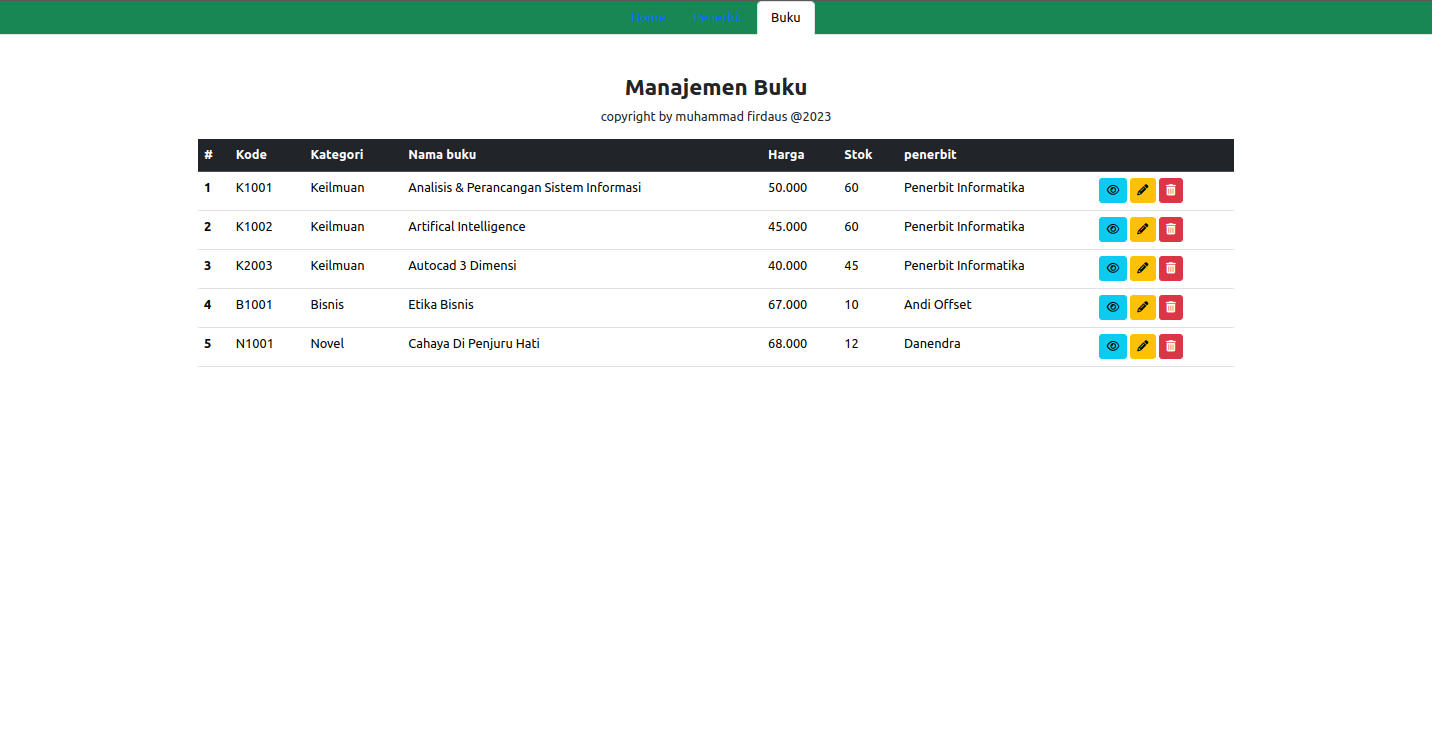 Home Penerbit Buku
Manajemen Buku
copyright by muhammad firdaus @2023
# Kode Kategori Nama buku Harga Stok penerbit
1 K1001 Keilmuan Analisis & Perancangan Sistem Informasi 50.000 60 Penerbit Informatika
2 K1002 Keilmuan Artifical Intelligence 45.000 60 Penerbit Informatika
3 K2003 Keilmuan Autocad 3 Dimensi 40.000 45 Penerbit Informatika
4 B1001 Bisnis Etika Bisnis 67.000 10 Andi Offset
5 N1001 Novel Cahaya Di Penjuru Hati 68.000 12 Danendra